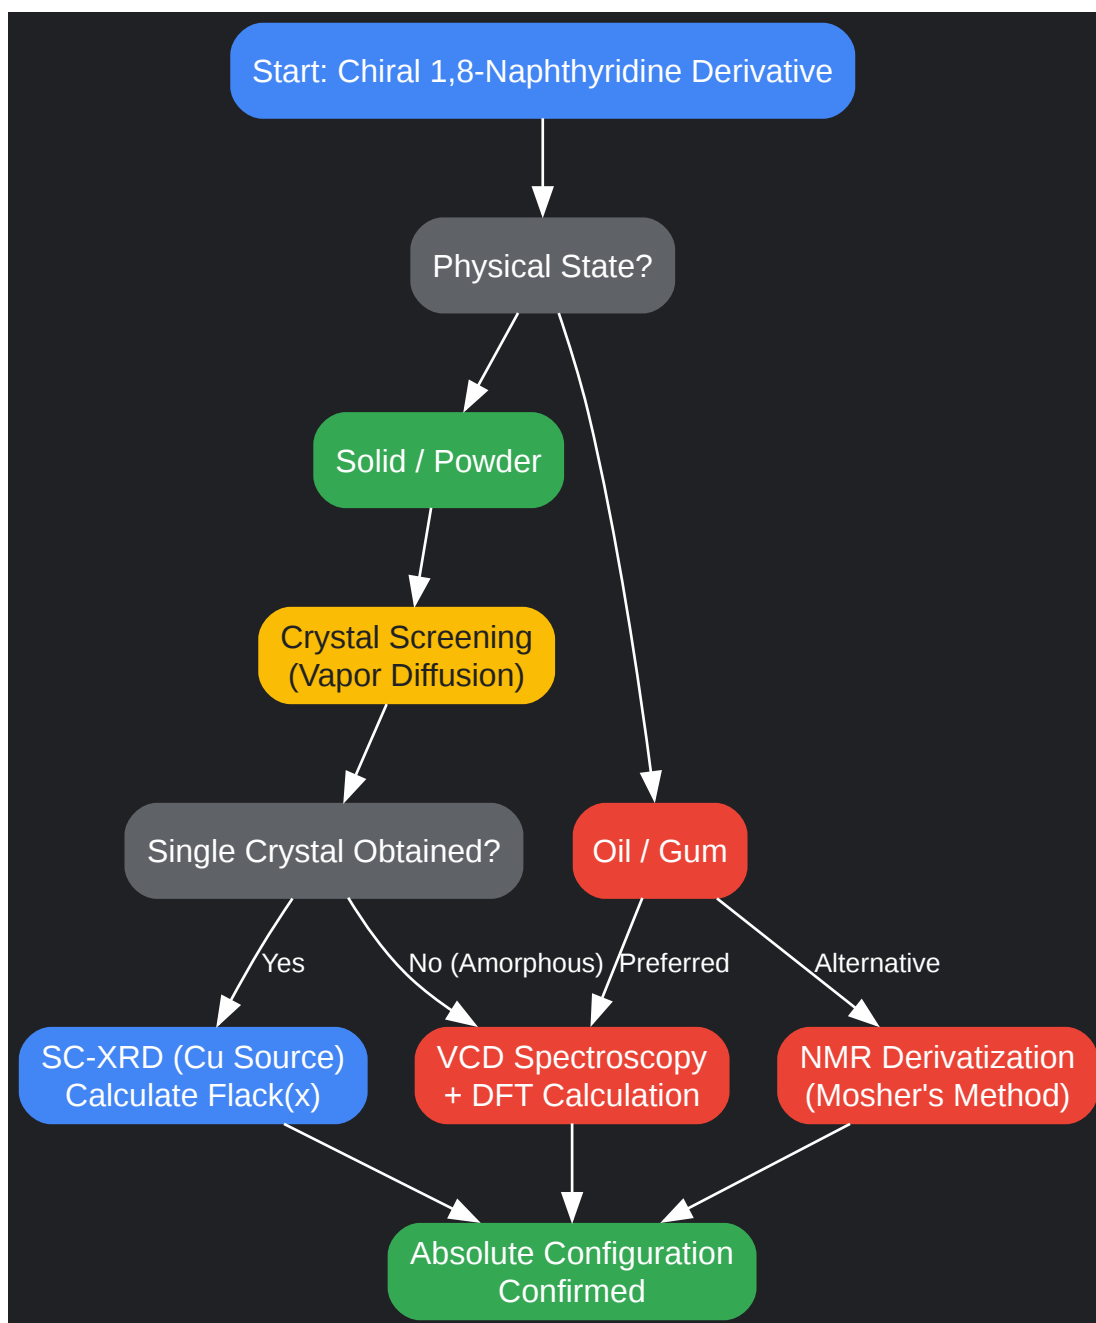 Start: Chiral 1,8-Naphthyridine Derivative
Physical State?
Solid / Powder
Crystal Screening
(Vapor Diffusion)
Single Crystal Obtained?
Oil / Gum
Yes
No (Amorphous)
Preferred
Alternative
SC-XRD (Cu Source)
Calculate Flack(x)
VCD Spectroscopy
+ DFT Calculation
NMR Derivatization
(Mosher's Method)
Absolute Configuration
Confirmed